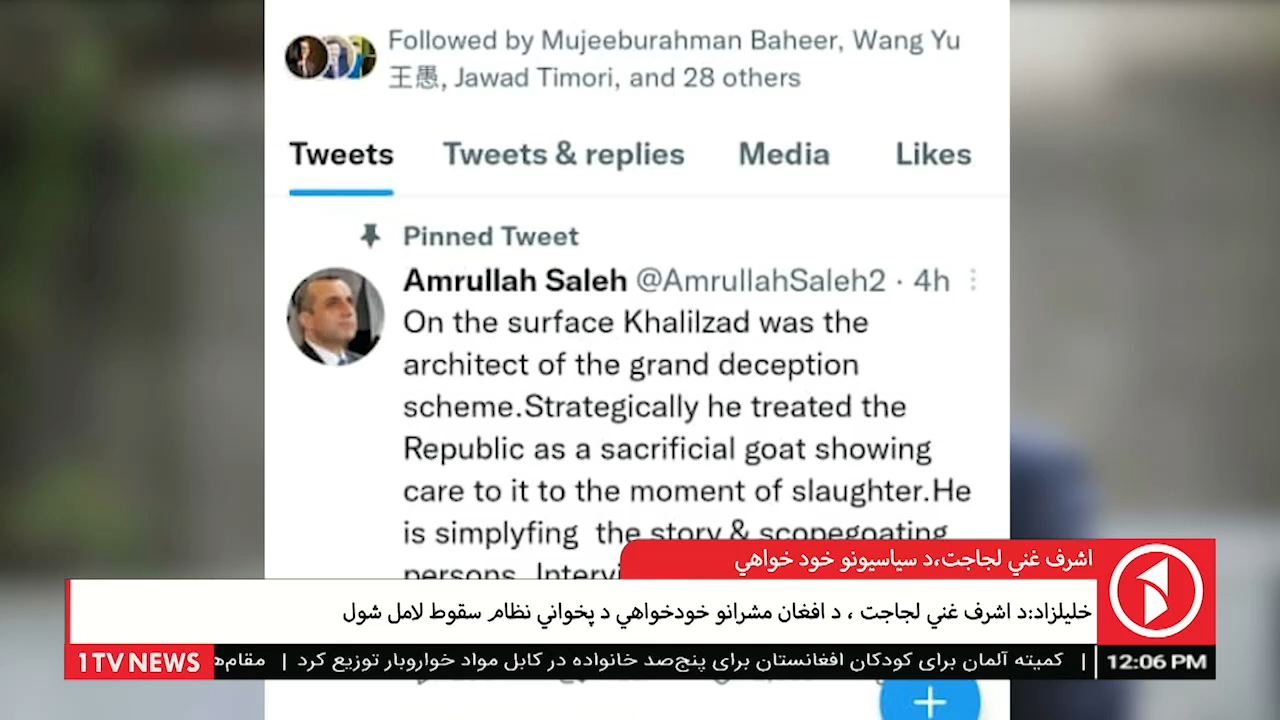 Followed by Mujeeburahman Baheer, Wang Yu
王愚, Jawad Timori, and 28 others
Tweets Tweets & replies Media Likes
Pinned Tweet
Amrullah Saleh @AmrullahSaleh2 · 4h
On the surface Khalilzad was the
architect of the grand deception
scheme.Strategically he treated the
Republic as a sacrificial goat showing
care to it to the moment of slaughter.He
is simplyfing the story & scopegoating
persons.
اشرف غني لجاجت،د سیاسیونو خود خواهي
خلیلزاد:د اشرف غني لجاجت ، د افغان مشرانو خودخواهي د پخواني نظام سقوط لامل شول
1TV NEWS
| کمیته آلمان برای کودکان افغانستان برای پنج‌صد خانواده در کابل مواد خواروبار توزیع کرد |
12:06 PM